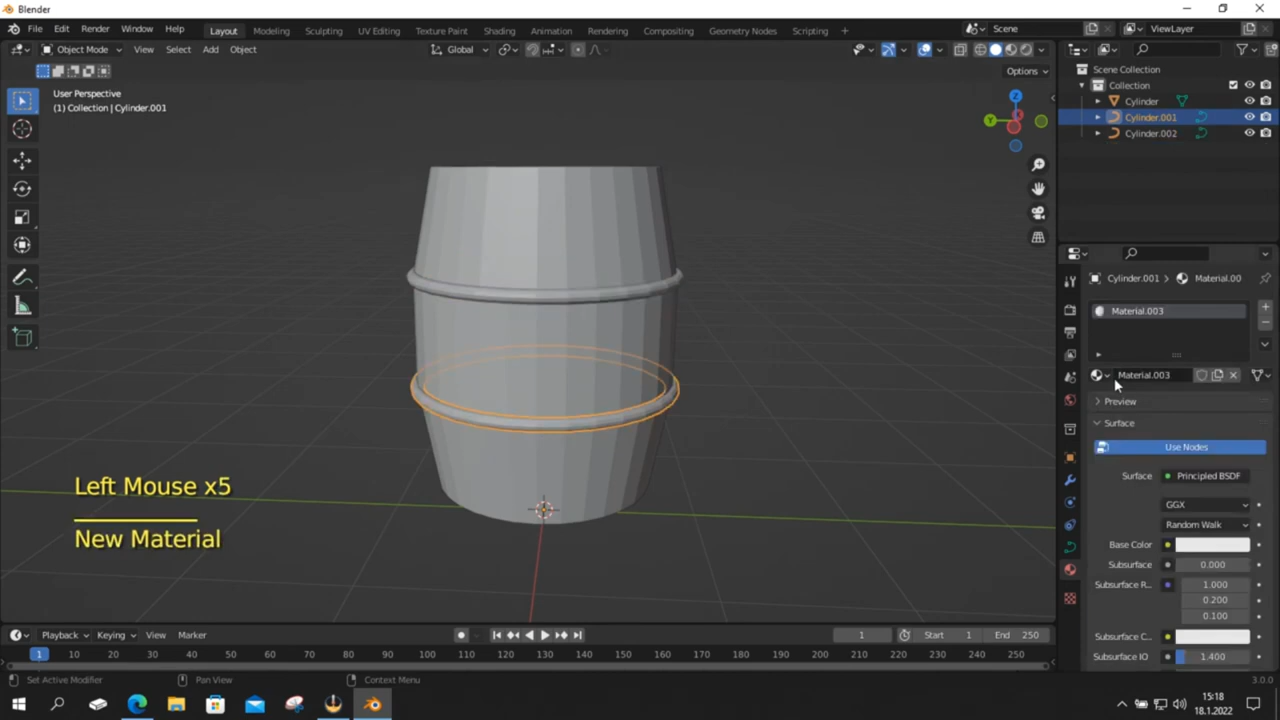 Blender
File Edit Render Window Help
Layout Modeling Sculpting UV Editing Texture Paint Shading Animation Rendering Compositing Geometry Nodes Scripting +
Scene ViewLayer
Object Mode View Select Add Object Global
Options
User Perspective
(1) Collection | Cylinder.001
Z
Y
Left Mouse x5
New Material
Scene Collection
Collection
Cylinder
Cylinder.001
Cylinder.002
Cylinder.001 > Material.00
Material.003
Material.003
Preview
Surface
Use Nodes
Surface Principled BSDF
GGX
Random Walk
Base Color
Subsurface 0.000
Subsurface R... 1.000
0.200
0.100
Subsurface C...
Subsurface IO 1.400
Playback Keying View Marker 1 Start 1 End 250
1 10 20 30 40 50 60 70 80 90 100 110 120 130 140 150 160 170 180 190 200 210 220 230 240 250
Set Active Modifier Pan View Context Menu 3.0.0
15:18
18.1.2022